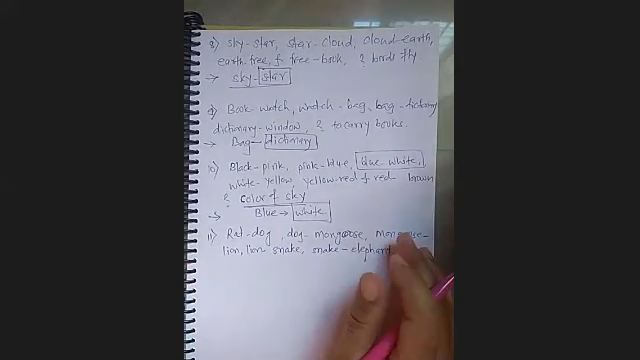 8) Sky-star, star-cloud, cloud-earth,
earth-tree, & tree-book, ? birds fly
→ sky-star
9) Book-watch, watch-bag, bag-dictionary
dictionary-window, ? to carry books.
→ Bag-dictionary
10) Black-pink, pink-blue, blue-white,
white-yellow yellow-red & red brown
? color of sky
→ Blue → white
11) Rat-dog, dog-mongoose, mongoose-
lion, lion snake, snake-elephant